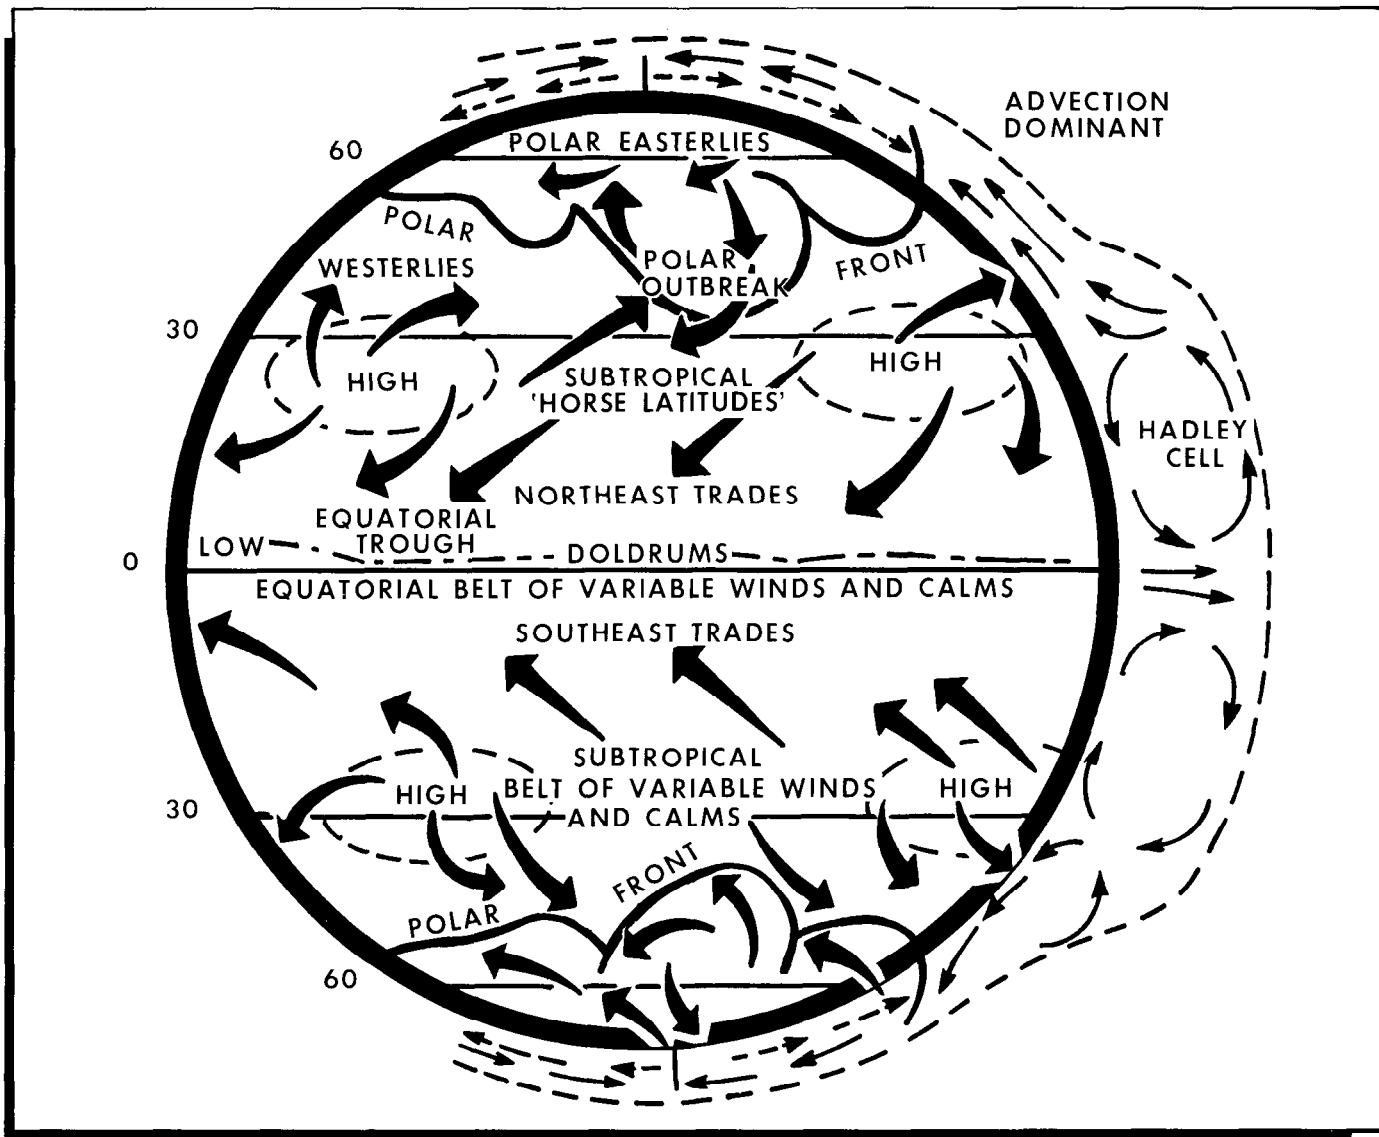 ADVECTION
DOMINANT
60
POLAR EASTERLIES
POLAR
FRONT
WESTERLIES
POLAR
OUTBREAK
30
HIGH
SUBTROPICAL
'HORSE LATITUDES'
HIGH
HADLEY
CELL
NORTHEAST TRADES
EQUATORIAL
TROUGH
LOW
DOLDRUMS
0
EQUATORIAL BELT OF VARIABLE WINDS AND CALMS
SOUTHEAST TRADES
SUBTROPICAL
BELT OF VARIABLE WINDS
AND CALMS
HIGH
HIGH
30
FRONT
POLAR
60